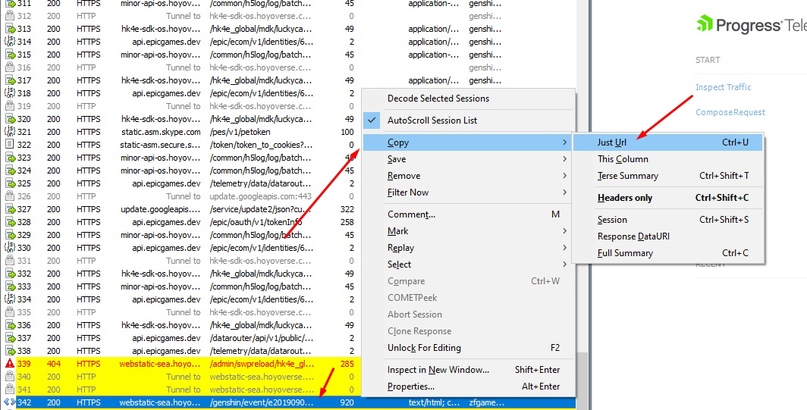 311 200 HTTPS minor-api-os.hoyover... /common/h5log/log/batch... 45 application/... genshi...
312 200 HTTP Tunnel to hk4e-sdk-os.hoyoverse.com:443 0
313 200 HTTPS hk4e-sdk-os.hoyov... /hk4e_global/mdk/luckyca... 49 application/... genshi...
314 200 HTTPS api.epicgames.dev /epic/ecom/v1/identities/6... 2 application/... genshi...
315 200 HTTPS minor-api-os.hoyov... /common/h5log/log/batch... 45 application/... genshi...
316 200 HTTP Tunnel to hk4e-sdk-os.hoyoverse.c... 0 genshi...
317 200 HTTPS hk4e-sdk-os.hoyov... /hk4e_global/mdk/luckyca... 49 application/... genshi...
318 200 HTTPS api.epicgames.dev /epic/ecom/v1/identities/6... 2
319 200 HTTP Tunnel to hk4e-sdk-os.hoyoverse.c... 0
320 200 HTTPS hk4e-sdk-os.hoyov... /hk4e_global/mdk/luckyca... 49
321 200 HTTPS static.asm.skype.com /pes/v1/petoken 100
322 200 HTTPS static-asm.secure.s... /token/token_to_cookies?... 0
323 200 HTTPS minor-api-os.hoyov... /common/h5log/log/batch... 45
324 200 HTTPS minor-api-os.hoyov... /common/h5log/log/batch... 45
325 200 HTTPS api.epicgames.dev /telemetry/data/datarout... 2
326 200 HTTP Tunnel to update.googleapis.com:443 0
327 200 HTTPS update.googleapis.... /service/update2/json?cu... 322
328 200 HTTPS api.epicgames.dev /epic/oauth/v1/tokenInfo 258
329 200 HTTPS minor-api-os.hoyov... /common/h5log/log/batch... 45
330 200 HTTPS api.epicgames.dev /epic/ecom/v1/identities/6... 2
331 200 HTTP Tunnel to hk4e-sdk-os.hoyoverse.c... 0
332 200 HTTPS hk4e-sdk-os.hoyov... /hk4e_global/mdk/luckyca... 49
333 200 HTTPS minor-api-os.hoyov... /common/h5log/log/batch... 45
334 200 HTTPS api.epicgames.dev /epic/ecom/v1/identities/6... 2
335 200 HTTP Tunnel to hk4e-sdk-os.hoyoverse.c... 0
336 200 HTTPS hk4e-sdk-os.hoyov... /hk4e_global/mdk/luckyca... 49
337 200 HTTPS api.epicgames.dev /datarouter/api/v1/public/... 2
338 200 HTTPS api.epicgames.dev /telemetry/data/datarout... 2
339 404 HTTPS webstatic-sea.hoyo... /admin/swpreload/hk4e_gl... 285
340 200 HTTP Tunnel to webstatic-sea.hoyoverse.c... 0
341 200 HTTP Tunnel to webstatic-sea.hoyoverse.c... 0
342 200 HTTPS webstatic-sea.hoyo... /genshin/event/e2019090... 920 text/html; c... zfgame...
Decode Selected Sessions
AutoScroll Session List
Copy
Save
Remove
Filter Now
Comment... M
Mark
Replay
Select
Compare Ctrl+W
COMETPeek
Abort Session
Clone Response
Unlock For Editing F2
Inspect in New Window... Shift+Enter
Properties... Alt+Enter
Just Url Ctrl+U
This Column
Terse Summary Ctrl+Shift+T
Headers only Ctrl+Shift+C
Session Ctrl+Shift+S
Response DataURI
Full Summary Ctrl+C
Progress Tele
START
Inspect Traffic
ComposeRequest
RECENT